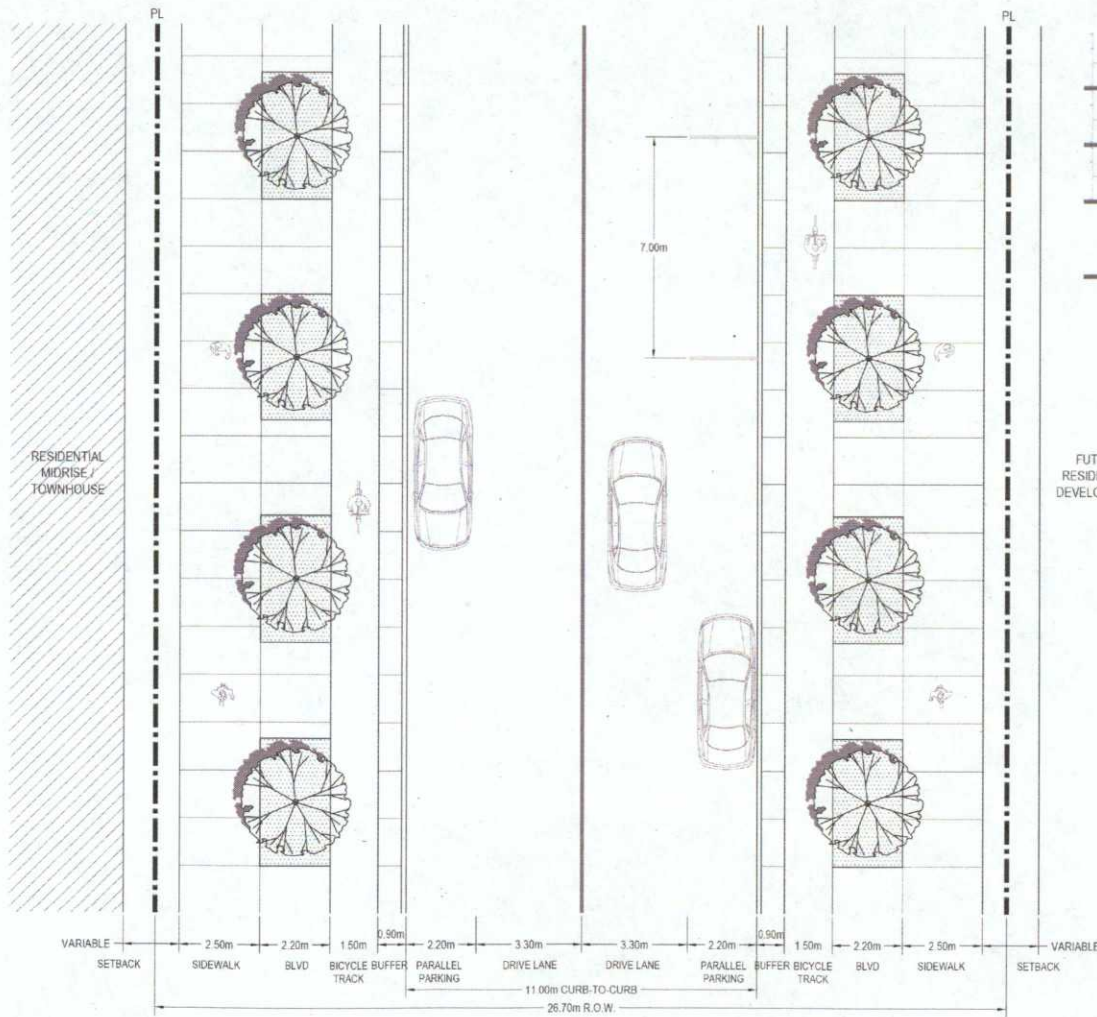 PL
PL
7.00m
RESIDENTIAL
MIDRISE /
TOWNHOUSE
FUT
RESIDE
DEVELO
VARIABLE
2.50m
2.20m
1.50m
0.90m
2.20m
3.30m
3.30m
2.20m
0.90m
1.50m
2.20m
2.50m
VARIABLE
SETBACK
SIDEWALK
BLVD
BICYCLE
TRACK
BUFFER
PARALLEL
PARKING
DRIVE LANE
DRIVE LANE
PARALLEL
PARKING
BUFFER
BICYCLE
TRACK
BLVD
SIDEWALK
SETBACK
11.00m CURB-TO-CURB
26.70m R.O.W.